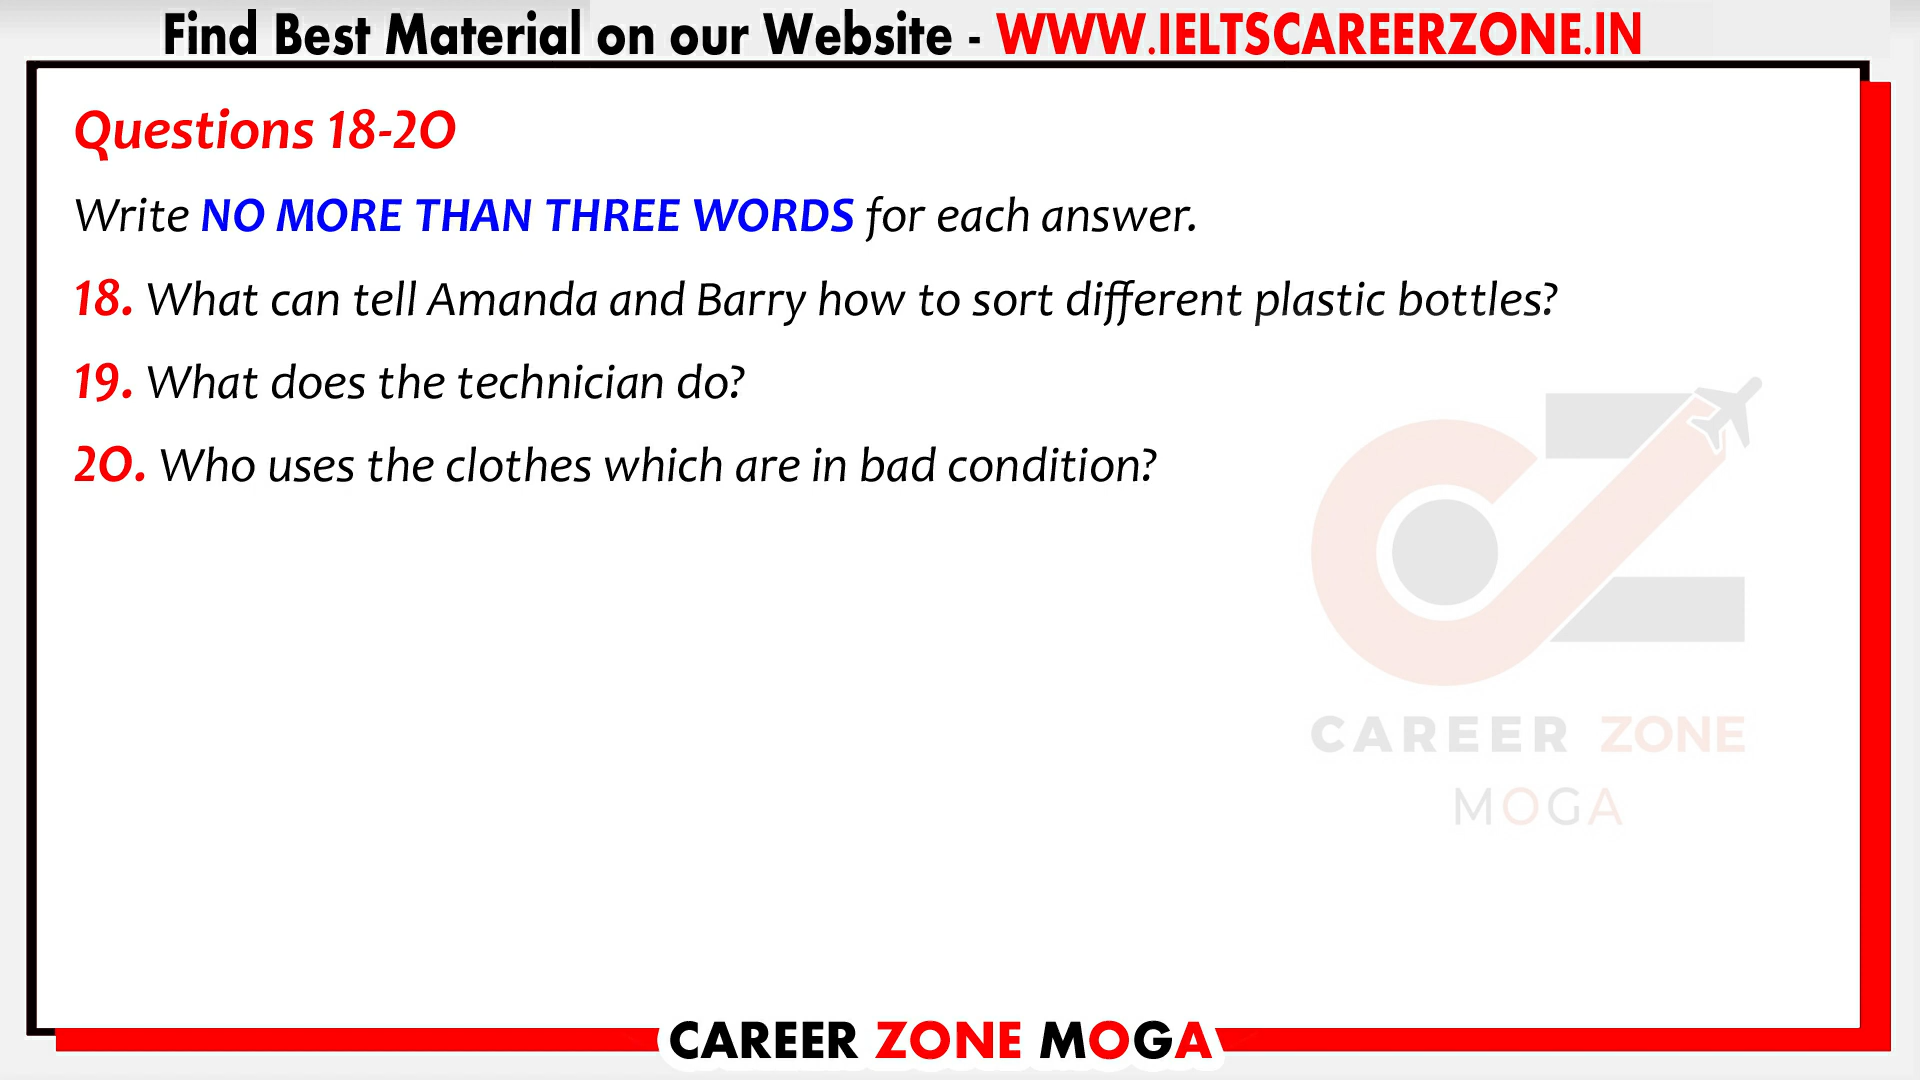 Find Best Material on our Website - WWW.IELTSCAREERZONE.IN
Questions 18-20
Write NO MORE THAN THREE WORDS for each answer.
18. What can tell Amanda and Barry how to sort different plastic bottles?
19. What does the technician do?
20. Who uses the clothes which are in bad condition?
CAREER ZONE
MOGA
CAREER ZONE MOGA